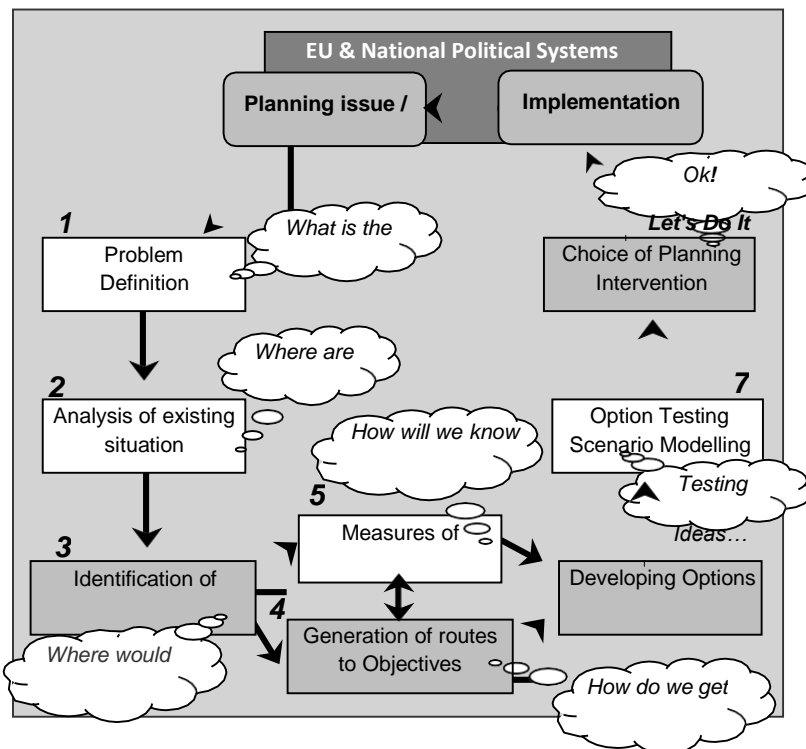 EU & National Political Systems
Planning issue /
Implementation
Ok!
Let's Do It
1
What is the
Problem
Definition
Choice of Planning
Intervention
Where are
2
7
Analysis of existing
situation
How will we know
Option Testing
Scenario Modelling
Testing
Ideas…
5
Measures of
3
Identification of
Developing Options
4
Generation of routes
to Objectives
Where would
How do we get